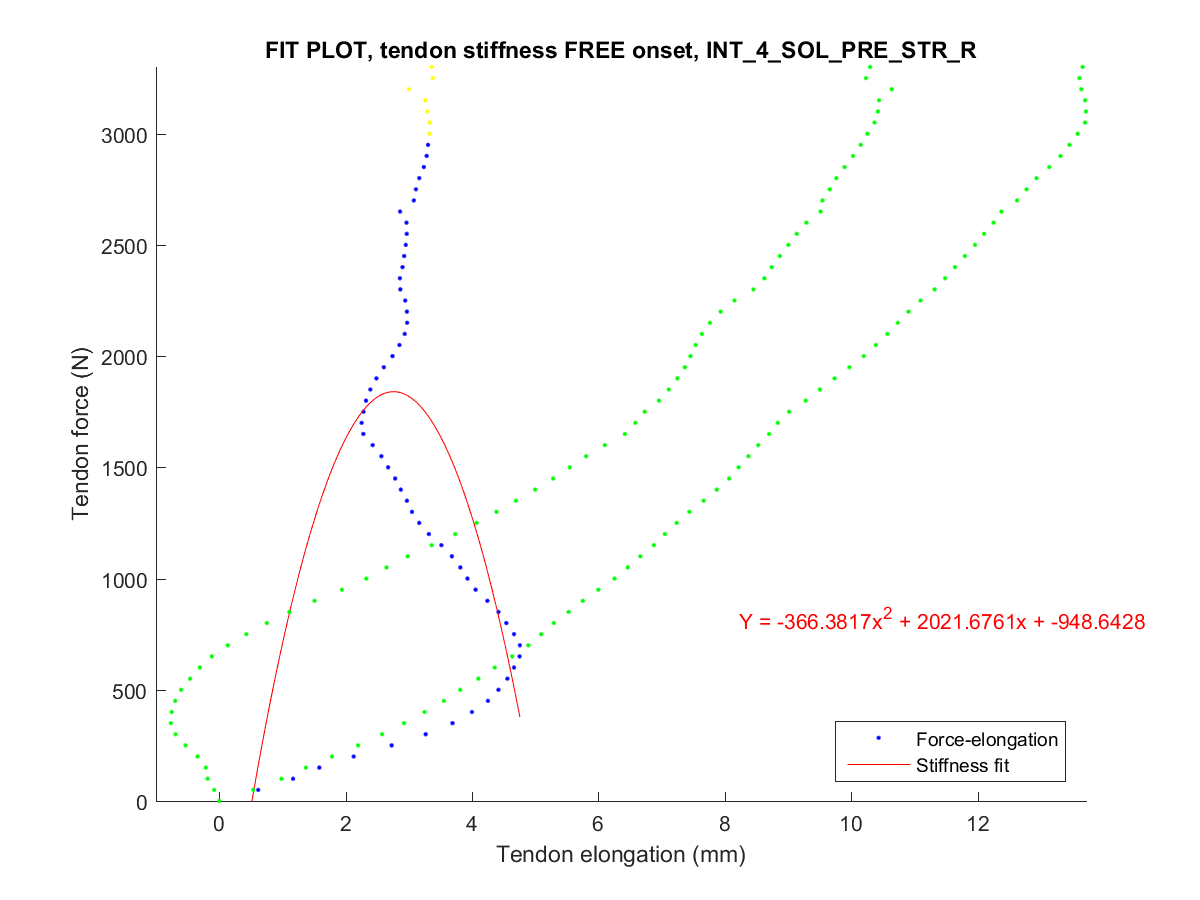 FIT PLOT, tendon stiffness FREE onset, INT_4_SOL_PRE_STR_R
3000
2500
2000
1500
1000
500
0
Tendon force (N)
Y = -366.3817x² + 2021.6761x + -948.6428
Force-elongation
Stiffness fit
0 2 4 6 8 10 12
Tendon elongation (mm)